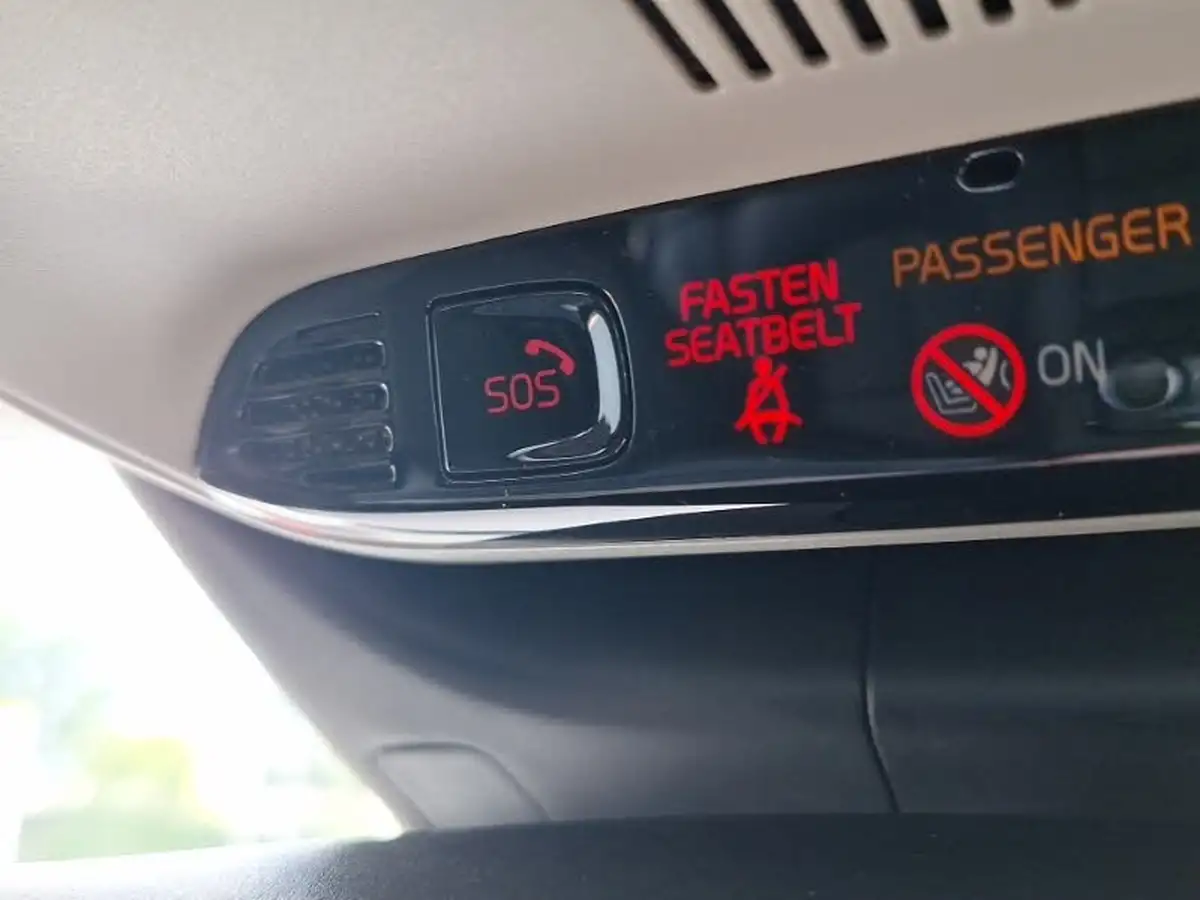 SOS
FASTEN
SEATBELT
PASSENGER
ON